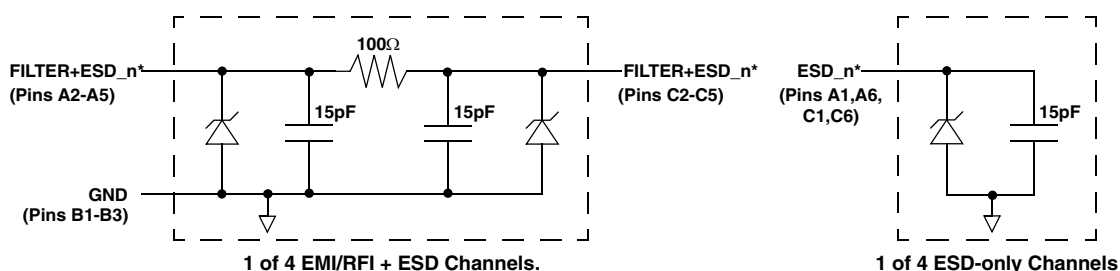 100Ω
FILTER+ESD_n*
(Pins A2-A5)
15pF
15pF
FILTER+ESD_n*
(Pins C2-C5)
GND
(Pins B1-B3)
1 of 4 EMI/RFI + ESD Channels.
ESD_n*
(Pins A1,A6,
C1,C6)
15pF
1 of 4 ESD-only Channels